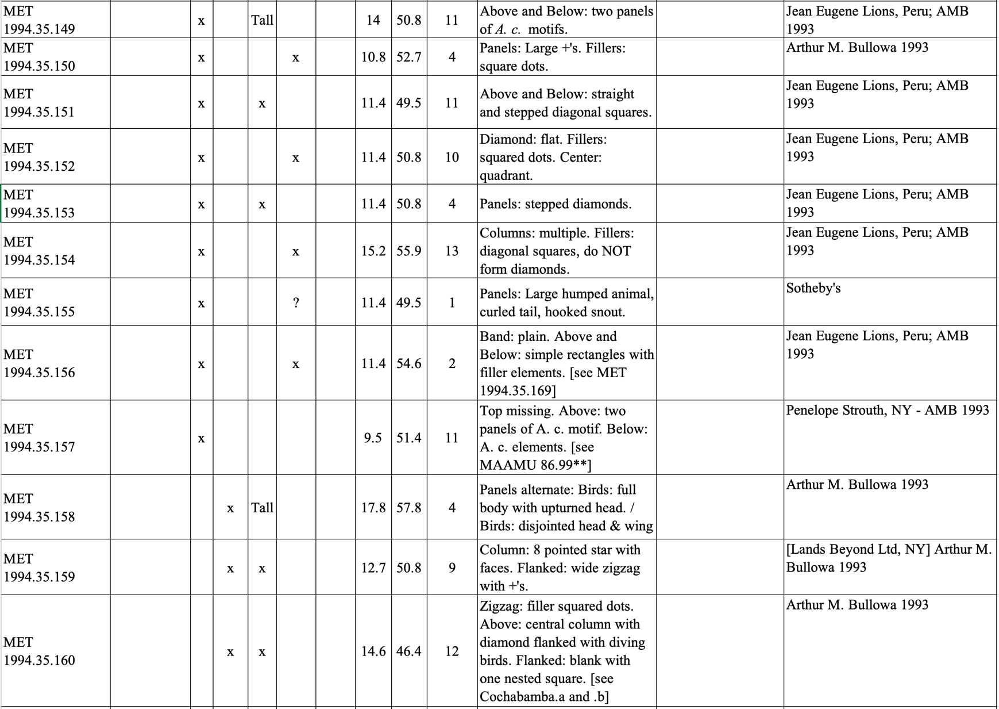 MET
1994.35.149
x
Tall
14
50.8
11
Above and Below: two panels
of A. c. motifs.
Jean Eugene Lions, Peru; AMB
1993
MET
1994.35.150
x
x
10.8
52.7
4
Panels: Large +'s. Fillers:
square dots.
Arthur M. Bullowa 1993
MET
1994.35.151
x
x
11.4
49.5
11
Above and Below: straight
and stepped diagonal squares.
Jean Eugene Lions, Peru; AMB
1993
MET
1994.35.152
x
x
11.4
50.8
10
Diamond: flat. Fillers:
squared dots. Center:
quadrant.
Jean Eugene Lions, Peru; AMB
1993
MET
1994.35.153
x
x
11.4
50.8
4
Panels: stepped diamonds.
Jean Eugene Lions, Peru; AMB
1993
MET
1994.35.154
x
x
15.2
55.9
13
Columns: multiple. Fillers:
diagonal squares, do NOT
form diamonds.
Jean Eugene Lions, Peru; AMB
1993
MET
1994.35.155
x
?
11.4
49.5
1
Panels: Large humped animal,
curled tail, hooked snout.
Sotheby's
MET
1994.35.156
x
x
11.4
54.6
2
Band: plain. Above and
Below: simple rectangles with
filler elements. [see MET
1994.35.169]
Jean Eugene Lions, Peru; AMB
1993
MET
1994.35.157
x
9.5
51.4
11
Top missing. Above: two
panels of A. c. motif. Below:
A. c. elements. [see
MAAMU 86.99**]
Penelope Strouth, NY - AMB 1993
MET
1994.35.158
x
Tall
17.8
57.8
4
Panels alternate: Birds: full
body with upturned head. /
Birds: disjointed head & wing
Arthur M. Bullowa 1993
MET
1994.35.159
x
x
12.7
50.8
9
Column: 8 pointed star with
faces. Flanked: wide zigzag
with +'s.
[Lands Beyond Ltd, NY] Arthur M.
Bullowa 1993
MET
1994.35.160
x
x
14.6
46.4
12
Zigzag: filler squared dots.
Above: central column with
diamond flanked with diving
birds. Flanked: blank with
one nested square. [see
Cochabamba.a and .b]
Arthur M. Bullowa 1993